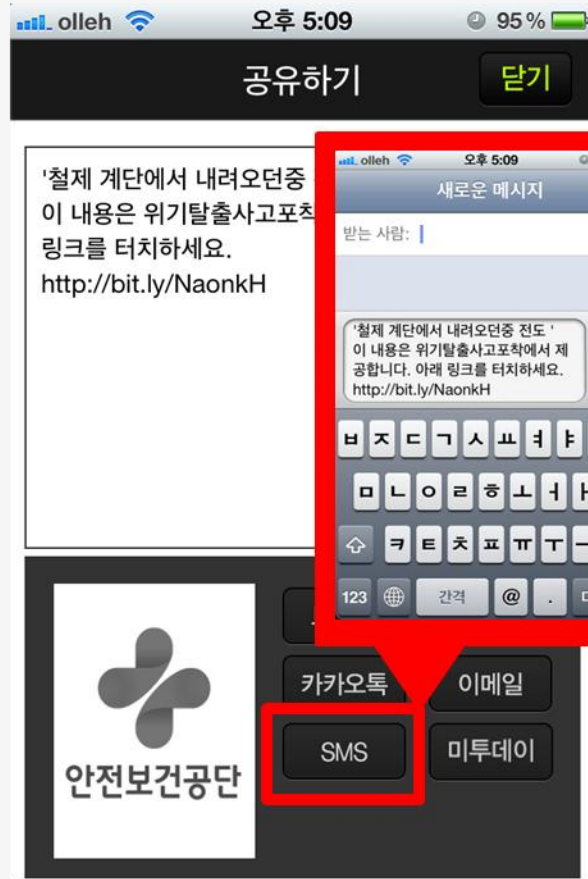 olleh 오후 5:09 95%
공유하기 닫기
'철제 계단에서 내려오던중
이 내용은 위기탈출사고포착
링크를 터치하세요.
http://bit.ly/NaonkH
olleh 오후 5:09
새로운 메시지
받는 사람:
'철제 계단에서 내려오던중 전도 '
이 내용은 위기탈출사고포착에서 제
공합니다. 아래 링크를 터치하세요.
http://bit.ly/NaonkH
ㅂ ㅈ ㄷ ㄱ ㅅ ㅛ ㅕ ㅑ
ㅁ ㄴ ㅇ ㄹ ㅎ ㅗ ㅓ ㅏ
ㅋ ㅌ ㅊ ㅍ ㅠ ㅜ ㅡ
123 간격 @ .
카카오톡 이메일
SMS 미투데이
안전보건공단